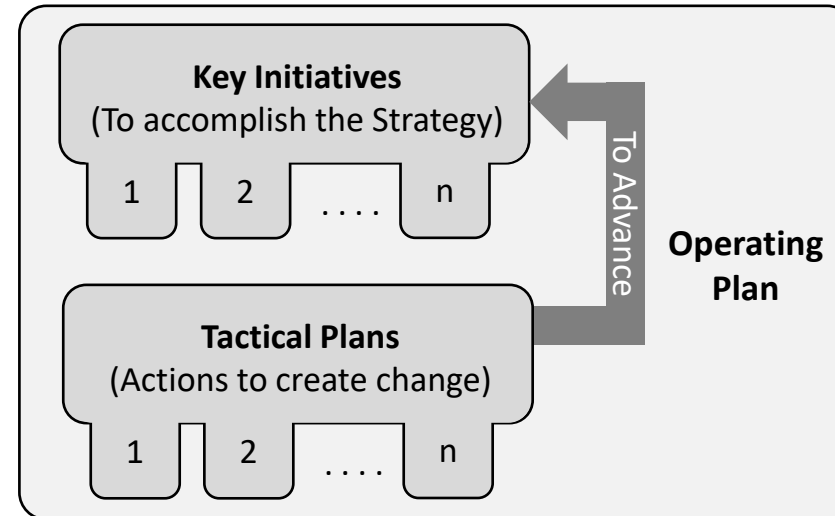 Key Initiatives
(To accomplish the Strategy)
1 2 . . . . n
To Advance
Operating
Plan
Tactical Plans
(Actions to create change)
1 2 . . . . n